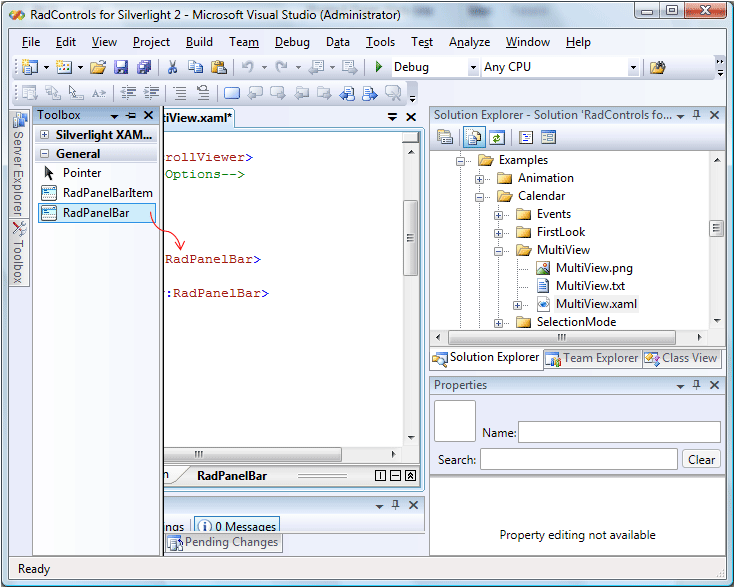 RadControls for Silverlight 2 - Microsoft Visual Studio (Administrator)
File Edit View Project Build Team Debug Data Tools Test Analyze Window Help
Debug Any CPU
Server Explorer
Toolbox
Toolbox
Silverlight XAM...
General
Pointer
RadPanelBarItem
RadPanelBar
tiView.xaml*
rollViewer>
Options-->
RadPanelBar>
:RadPanelBar>
RadPanelBar
ngs 0 Messages
Pending Changes
Solution Explorer - Solution 'RadControls fo...
Examples
Animation
Calendar
Events
FirstLook
MultiView
MultiView.png
MultiView.txt
MultiView.xaml
SelectionMode
Solution Explorer Team Explorer Class View
Properties
Name:
Search: Clear
Property editing not available
Ready